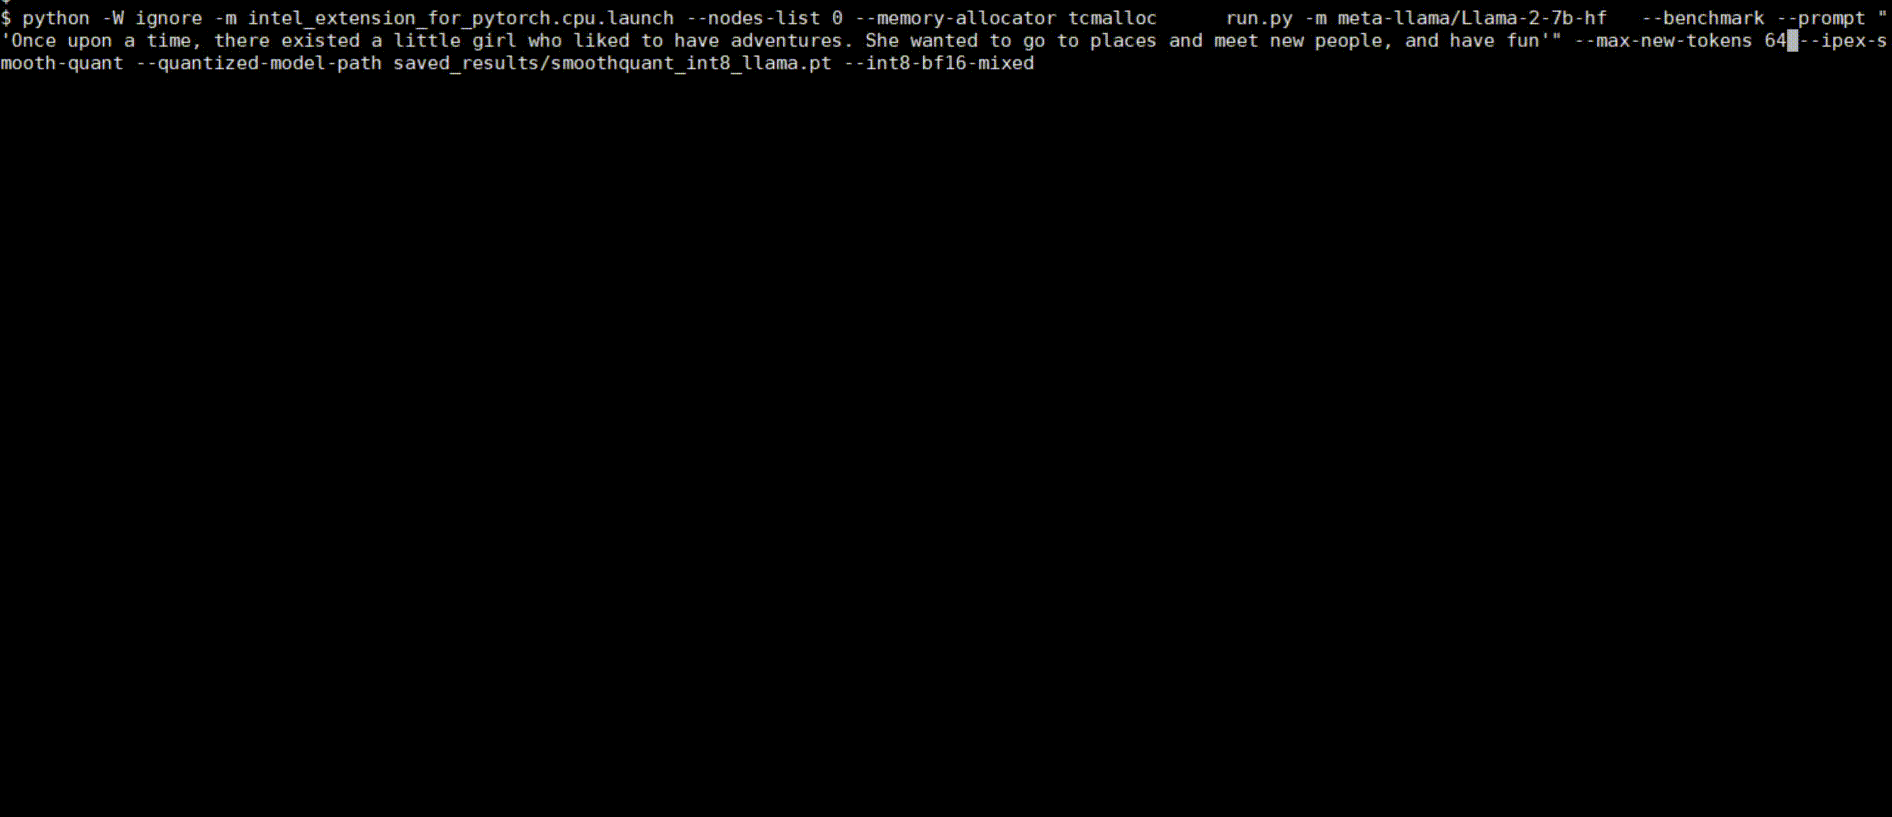 $ python -W ignore -m intel_extension_for_pytorch.cpu.launch --nodes-list 0 --memory-allocator tcmalloc      run.py -m meta-llama/Llama-2-7b-hf   --benchmark --prompt "
'Once upon a time, there existed a little girl who liked to have adventures. She wanted to go to places and meet new people, and have fun'" --max-new-tokens 64 --ipex-s
mooth-quant --quantized-model-path saved_results/smoothquant_int8_llama.pt --int8-bf16-mixed